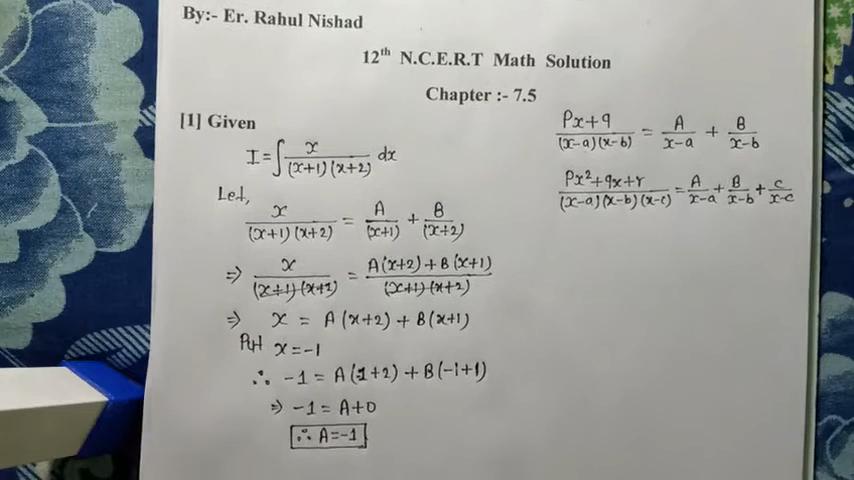 By:- Er. Rahul Nishad
12th N.C.E.R.T Math Solution
Chapter :- 7.5
[1] Given
I = ∫ x/((x+1)(x+2)) dx
Let,
x/((x+1)(x+2)) = A/(x+1) + B/(x+2)
⇒ x/((x+1)(x+2)) = (A(x+2)+B(x+1))/((x+1)(x+2))
⇒ x = A(x+2) + B(x+1)
Put x = -1
∴ -1 = A(-1+2) + B(-1+1)
⇒ -1 = A+0
∴ A = -1
(Px+q)/((x-a)(x-b)) = A/(x-a) + B/(x-b)
(Px²+qx+r)/((x-a)(x-b)(x-c)) = A/(x-a) + B/(x-b) + C/(x-c)